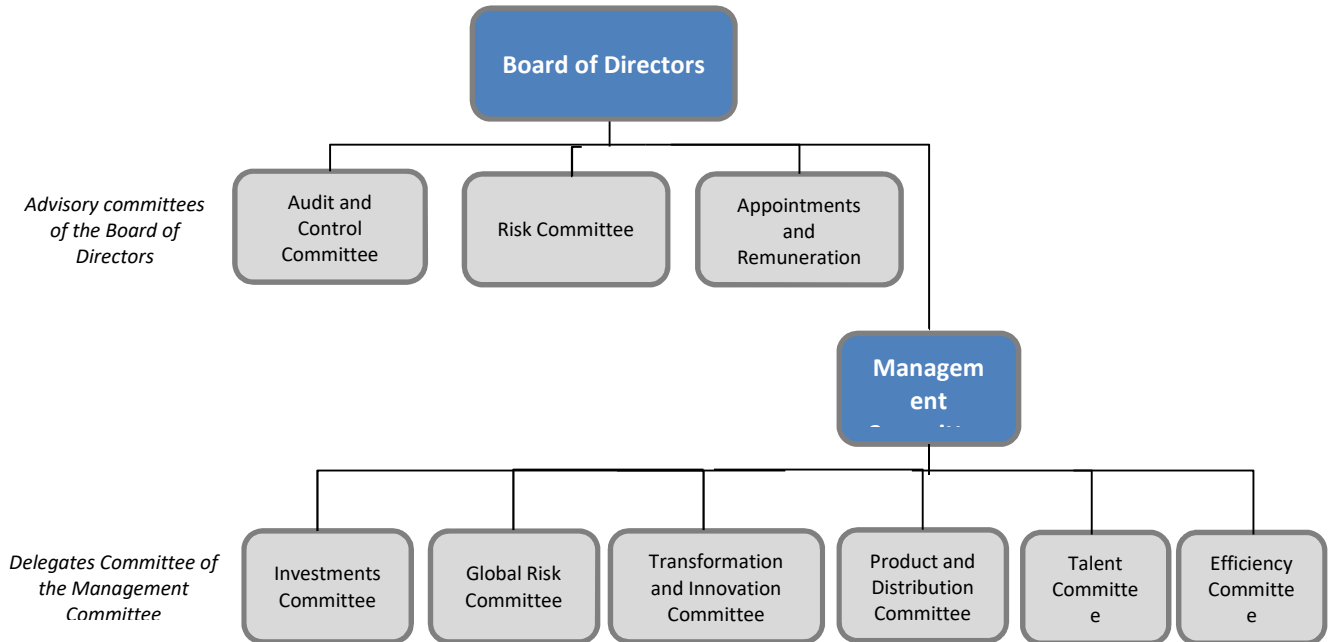 Board of Directors
Advisory committees
of the Board of
Directors
Audit and
Control
Committee
Risk Committee
Appointments
and
Remuneration
Managem
ent
Delegates Committee of
the Management
Committee
Investments
Committee
Global Risk
Committee
Transformation
and Innovation
Committee
Product and
Distribution
Committee
Talent
Committe
e
Efficiency
Committe
e